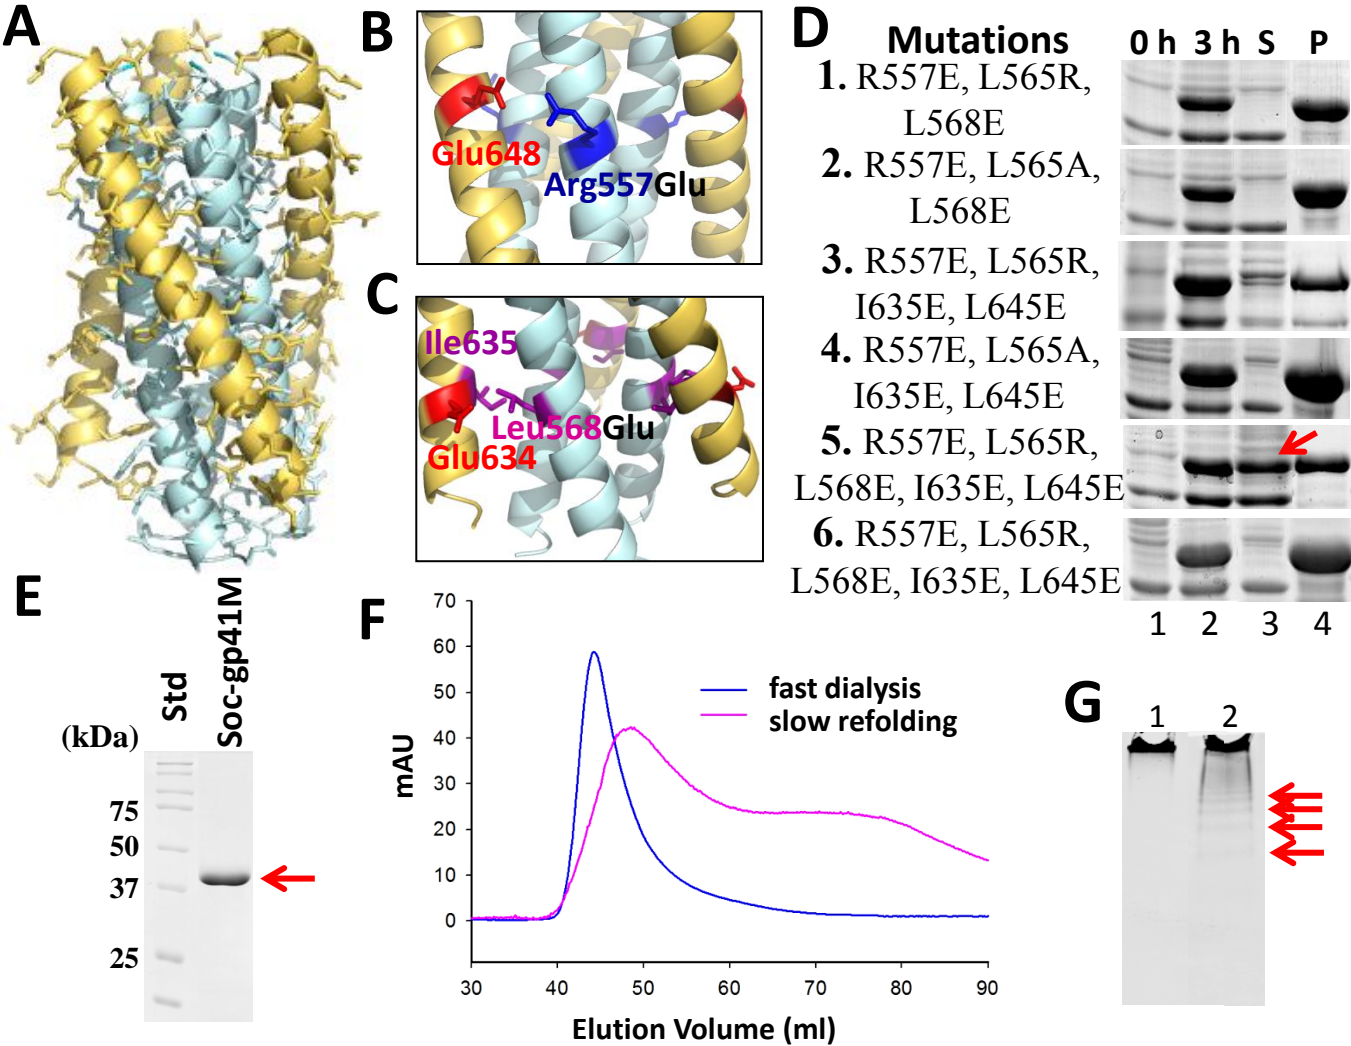 A
B
Glu648
Arg557Glu
C
Ile635
Leu568Glu
Glu634
D
Mutations
0 h 3 h S P
1. R557E, L565R,
L568E
2. R557E, L565A,
L568E
3. R557E, L565R,
I635E, L645E
4. R557E, L565A,
I635E, L645E
5. R557E, L565R,
L568E, I635E, L645E
6. R557E, L565R,
L568E, I635E, L645E
1 2 3 4
E
Std
Soc-gp41M
(kDa)
75
50
37
25
F
70
60
50
40
30
20
10
0
mAU
fast dialysis
slow refolding
30 40 50 60 70 80 90
Elution Volume (ml)
G
1 2